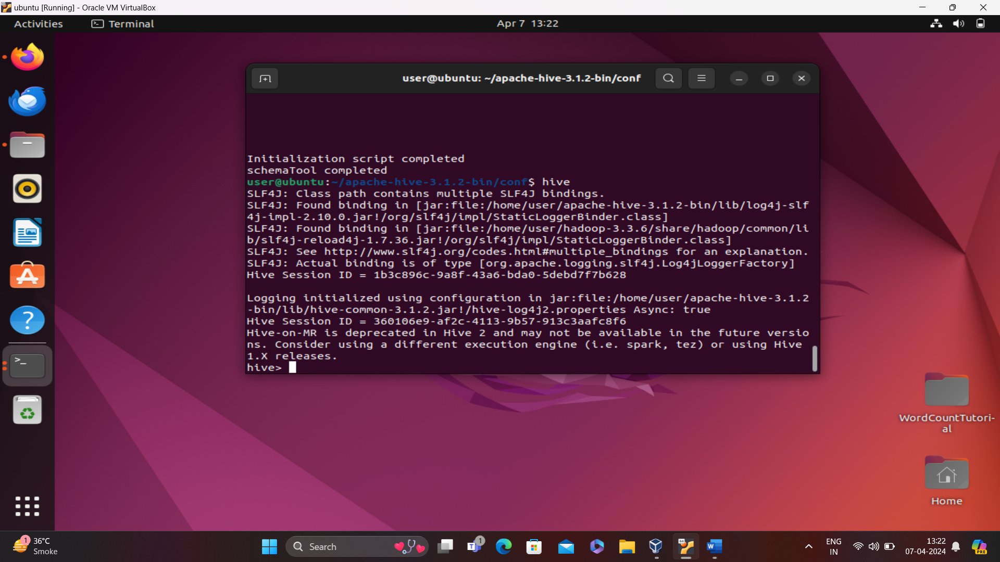 ubuntu [Running] - Oracle VM VirtualBox
Activities
Terminal
Apr 7 13:22
user@ubuntu: ~/apache-hive-3.1.2-bin/conf
Initialization script completed
schemaTool completed
user@ubuntu:~/apache-hive-3.1.2-bin/conf$ hive
SLF4J: Class path contains multiple SLF4J bindings.
SLF4J: Found binding in [jar:file:/home/user/apache-hive-3.1.2-bin/lib/log4j-slf
4j-impl-2.10.0.jar!/org/slf4j/impl/StaticLoggerBinder.class]
SLF4J: Found binding in [jar:file:/home/user/hadoop-3.3.6/share/hadoop/common/li
b/slf4j-reload4j-1.7.36.jar!/org/slf4j/impl/StaticLoggerBinder.class]
SLF4J: See http://www.slf4j.org/codes.html#multiple_bindings for an explanation.
SLF4J: Actual binding is of type [org.apache.logging.slf4j.Log4jLoggerFactory]
Hive Session ID = 1b3c896c-9a8f-43a6-bda0-5debd7f7b628
Logging initialized using configuration in jar:file:/home/user/apache-hive-3.1.2
-bin/lib/hive-common-3.1.2.jar!/hive-log4j2.properties Async: true
Hive Session ID = 360106e9-af2c-4113-9b57-913c3aafc8f6
Hive-on-MR is deprecated in Hive 2 and may not be available in the future versio
ns. Consider using a different execution engine (i.e. spark, tez) or using Hive
1.X releases.
hive>
WordCountTutori-
al
Home
1
36°C
Smoke
Search
1
64
ENG
IN
13:22
07-04-2024
PRE